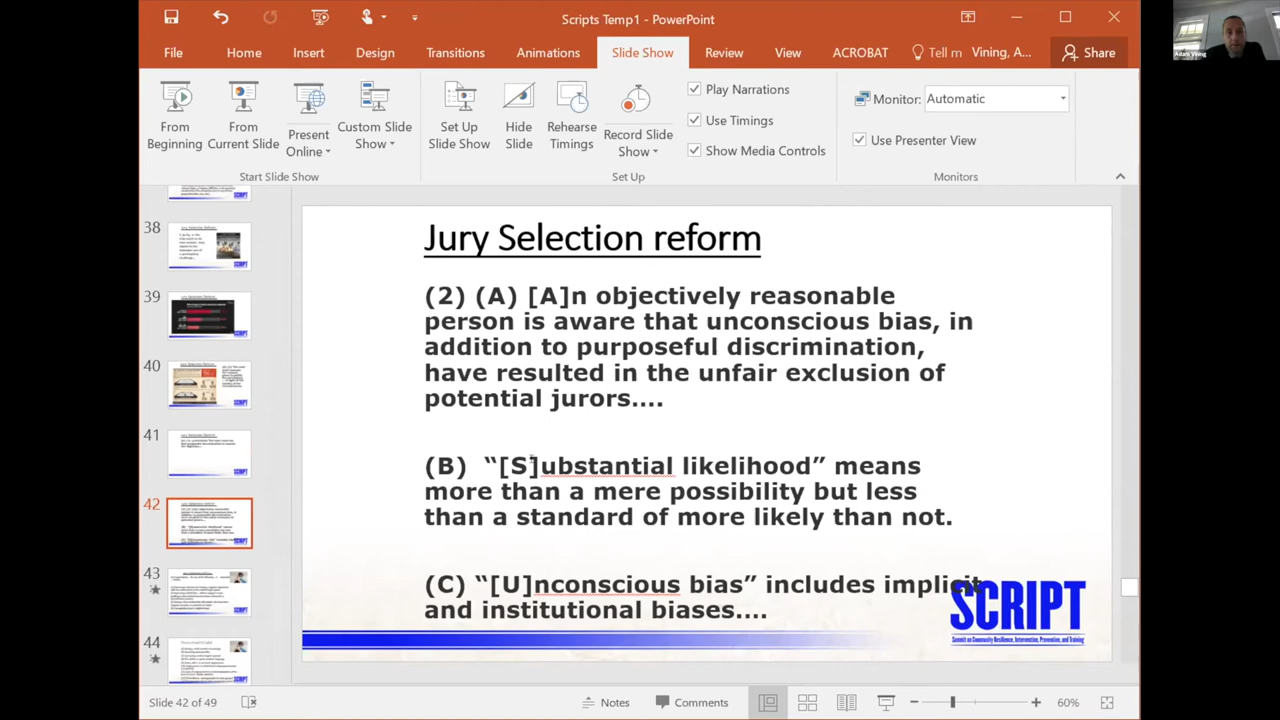 Scripts Temp1 - PowerPoint
File
Home
Insert
Design
Transitions
Animations
Slide Show
Review
View
ACROBAT
Tell m
Vining, A...
Share
From
Beginning
From
Current Slide
Present
Online
Custom Slide
Show
Set Up
Slide Show
Hide
Slide
Rehearse
Timings
Record Slide
Show
Play Narrations
Use Timings
Show Media Controls
Monitor:
Automatic
Use Presenter View
Start Slide Show
Set Up
Monitors
38
39
40
41
42
43
44
Jury Selection reform
(2) (A) [A]n objectively reasonable
person is aware that unconscious bias, in
addition to purposeful discrimination,
have resulted in the unfair exclusion of
potential jurors....
(B) “[S]ubstantial likelihood” means
more than a mere possibility but less
than a standard of more likely than not.
(C) “[U]nconscious bias” includes implicit
and institutional biases....
SCRIPT
Summit on Community Resilience, Intervention, Prevention, and Training
Slide 42 of 49
Notes
Comments
60%
Adam Vining